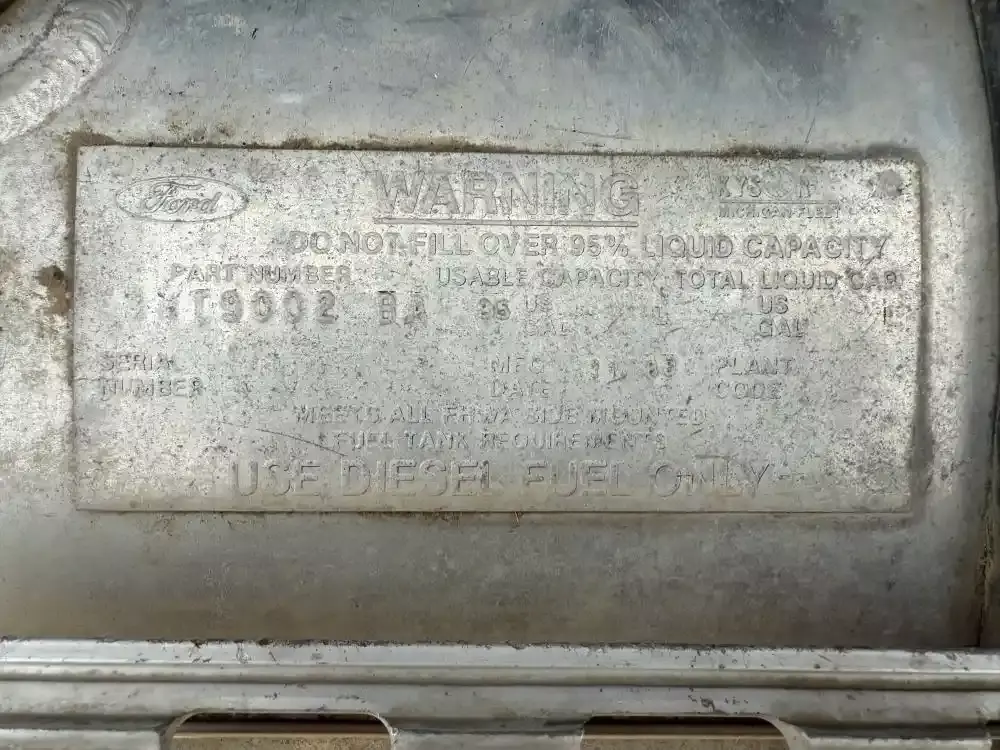 Ford
WARNING
MICHIGAN FLEET
DO NOT FILL OVER 95% LIQUID CAPACITY
PART NUMBER USABLE CAPACITY TOTAL LIQUID CAP
T9002 BA US GAL US GAL
SERIAL NUMBER MFG DATE PLANT CODE
MEETS ALL FHWA SIDE MOUNTED
FUEL TANK REQUIREMENTS
USE DIESEL FUEL ONLY